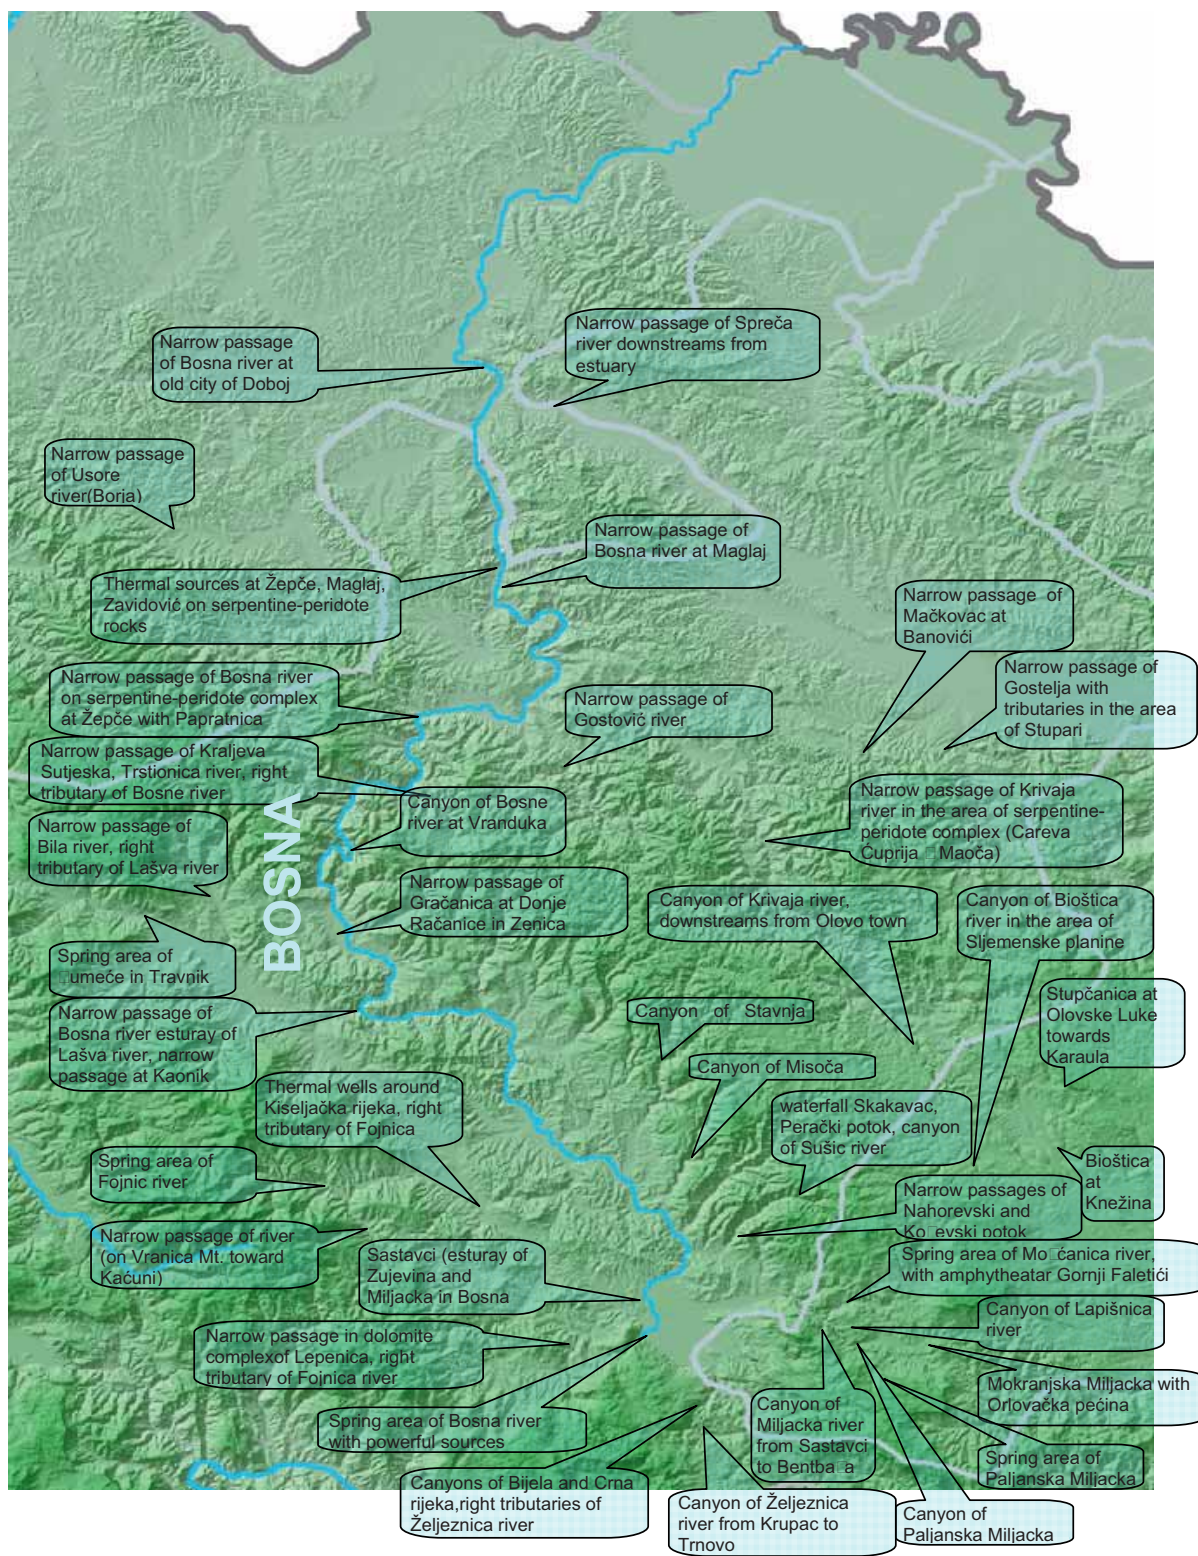 Narrow passage
of Bosna river at
old city of Doboj
Narrow passage of Spreča
river downstreams from
estuary
Narrow passage
of Usore
river(Borja)
Narrow passage of
Bosna river at Maglaj
Thermal sources at Žepče, Maglaj,
Zavidović on serpentine-peridote
rocks
Narrow passage of
Mačkovac at
Banovići
Narrow passage of
Gostelja with
tributaries in the area
of Stupari
Narrow passage of Bosna river
on serpentine-peridote complex
at Žepče with Papratnica
Narrow passage of
Gostović river
Narrow passage of Kraljeva
Sutjeska, Trstionica river, right
tributary of Bosne river
Canyon of Bosne
river at Vranduka
Narrow passage of Krivaja
river in the area of serpentine-
peridote complex (Careva
Ćuprija □Maoča)
Narrow passage of
Bila river, right
tributary of Lašva river
BOSNA
Narrow passage of
Gračanica at Donje
Račanice in Zenica
Canyon of Krivaja river,
downstreams from Olovo town
Canyon of Bioštica
river in the area of
Sljemenske planine
Spring area of
□umeće in Travnik
Narrow passage of
Bosna river esturay of
Lašva river, narrow
passage at Kaonik
Canyon of Stavnja
Stupčanica at
Olovske Luke
towards
Karaula
Canyon of Misoča
Thermal wells around
Kiseljačka rijeka, right
tributary of Fojnica
waterfall Skakavac,
Perački potok, canyon
of Sušic river
Spring area of
Fojnic river
Bioštica
at
Knežina
Narrow passages of
Nahorevski and
Ko□evski potok
Narrow passage of river
(on Vranica Mt. toward
Kaćuni)
Sastavci (esturay of
Zujevina and
Miljacka in Bosna
Spring area of Mo□ćanica river,
with amphytheatar Gornji Faletići
Canyon of Lapišnica
river
Narrow passage in dolomite
complexof Lepenica, right
tributary of Fojnica river
Mokranjska Miljacka with
Orlovačka pećina
Spring area of Bosna river
with powerful sources
Canyon of
Miljacka river
from Sastavci
to Bentba□a
Spring area of
Paljanska Miljacka
Canyons of Bijela and Crna
rijeka,right tributaries of
Željeznica river
Canyon of Željeznica
river from Krupac to
Trnovo
Canyon of
Paljanska Miljacka